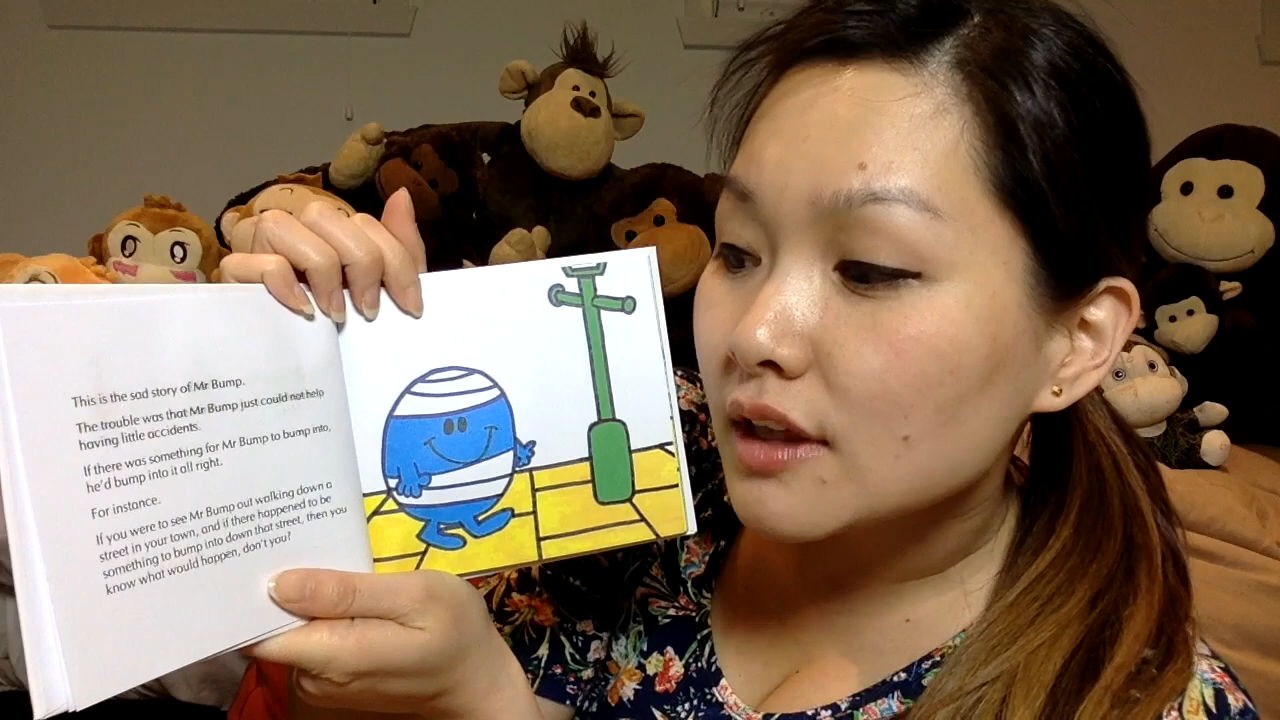 This is the sad story of Mr Bump.
The trouble was that Mr Bump just could not help
having little accidents.
If there was something for Mr Bump to bump into,
he'd bump into it all right.
For instance.
If you were to see Mr Bump out walking down a
street in your town, and if there happened to be
something to bump into down that street, then you
know what would happen, don't you?